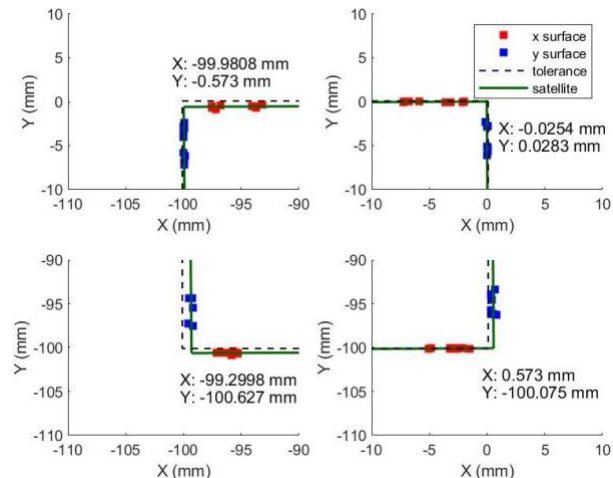 10
5
0
-5
-10
Y (mm)
X: -99.9808 mm
Y: -0.573 mm
-110
-105
-100
-95
-90
X (mm)
10
5
0
-5
-10
Y (mm)
x surface
y surface
tolerance
satellite
X: -0.0254 mm
Y: 0.0283 mm
-10
-5
0
5
10
X (mm)
-90
-95
-100
-105
-110
Y (mm)
X: -99.2998 mm
Y: -100.627 mm
-110
-105
-100
-95
-90
X (mm)
-90
-95
-100
-105
-110
Y (mm)
X: 0.573 mm
Y: -100.075 mm
-10
-5
0
5
10
X (mm)